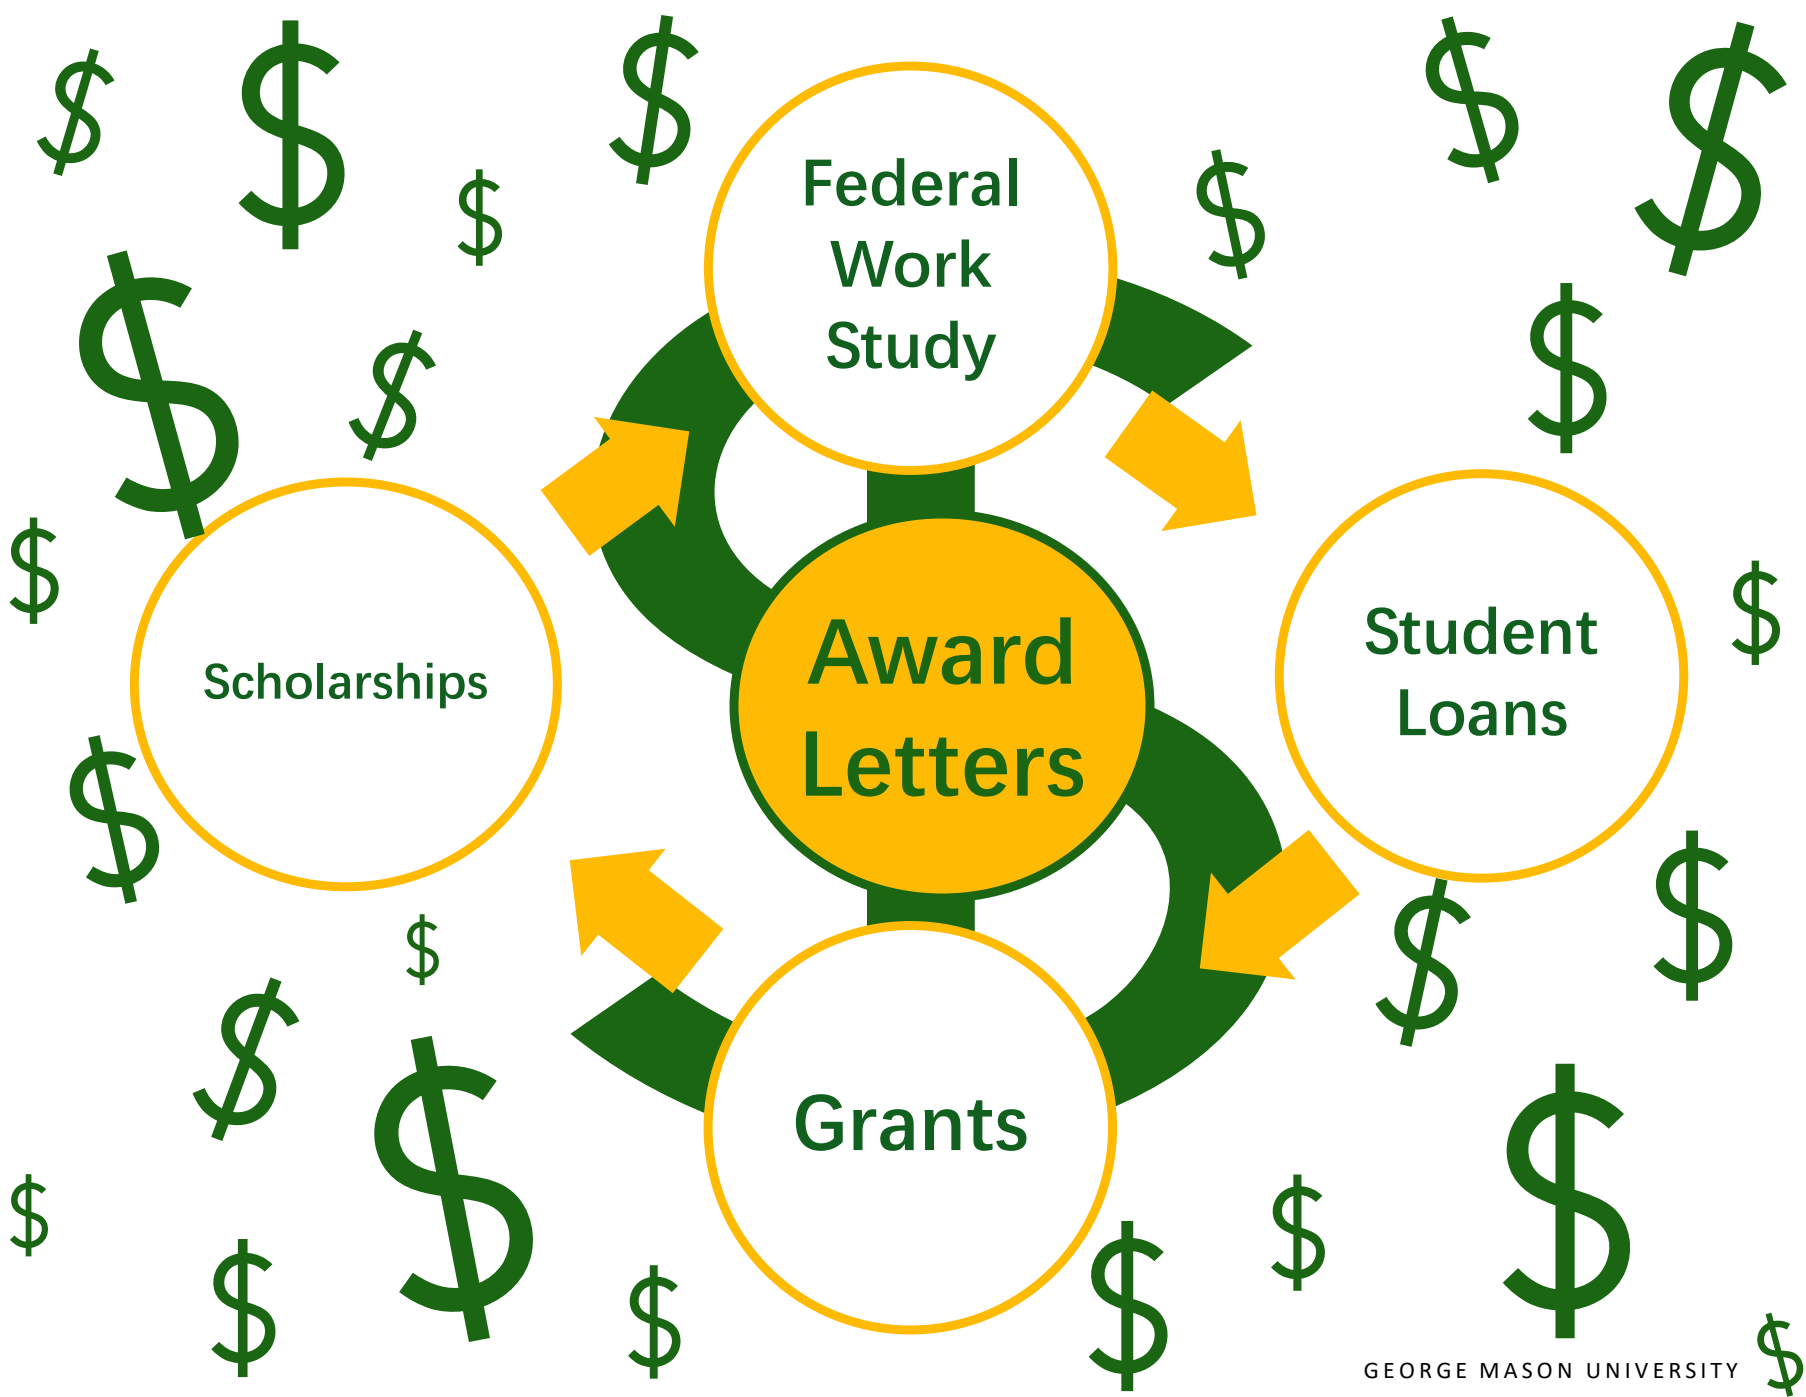 Federal
Work
Study
Scholarships
Award
Letters
Student
Loans
Grants
GEORGE MASON UNIVERSITY